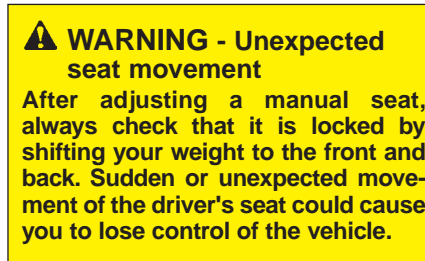 WARNING - Unexpected
seat movement
After adjusting a manual seat,
always check that it is locked by
shifting your weight to the front and
back. Sudden or unexpected move-
ment of the driver's seat could cause
you to lose control of the vehicle.